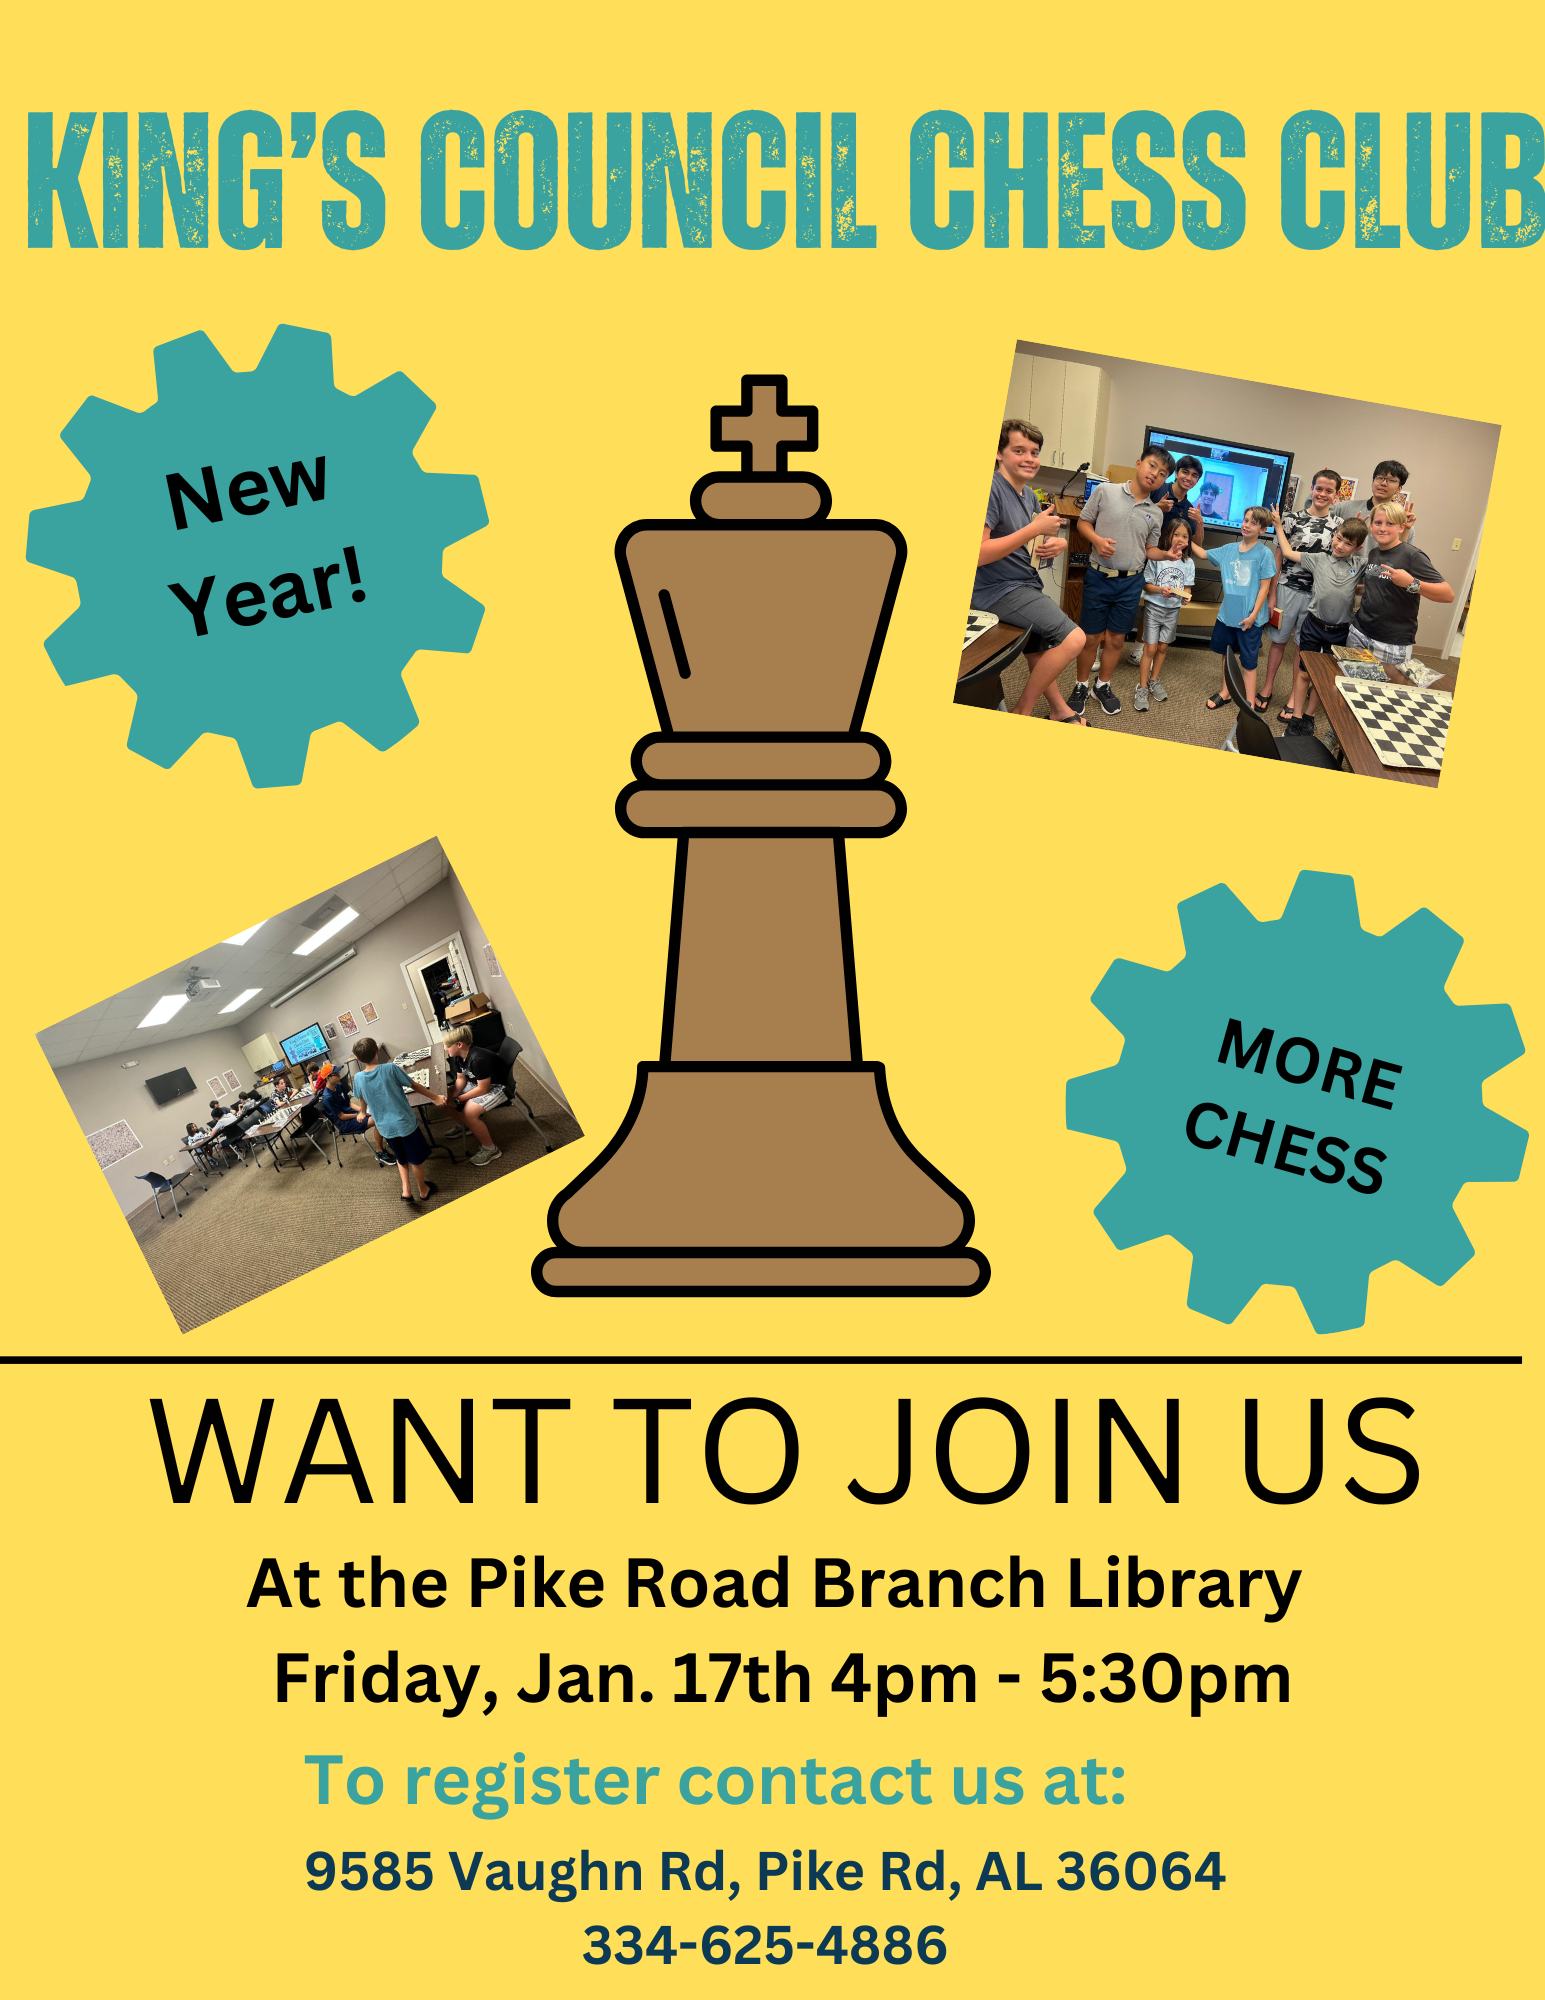 KING'S COUNCIL CHESS CLUB
New
Year!
MORE
CHESS
WANT TO JOIN US
At the Pike Road Branch Library
Friday, Jan. 17th 4pm - 5:30pm
To register contact us at:
9585 Vaughn Rd, Pike Rd, AL 36064
334-625-4886